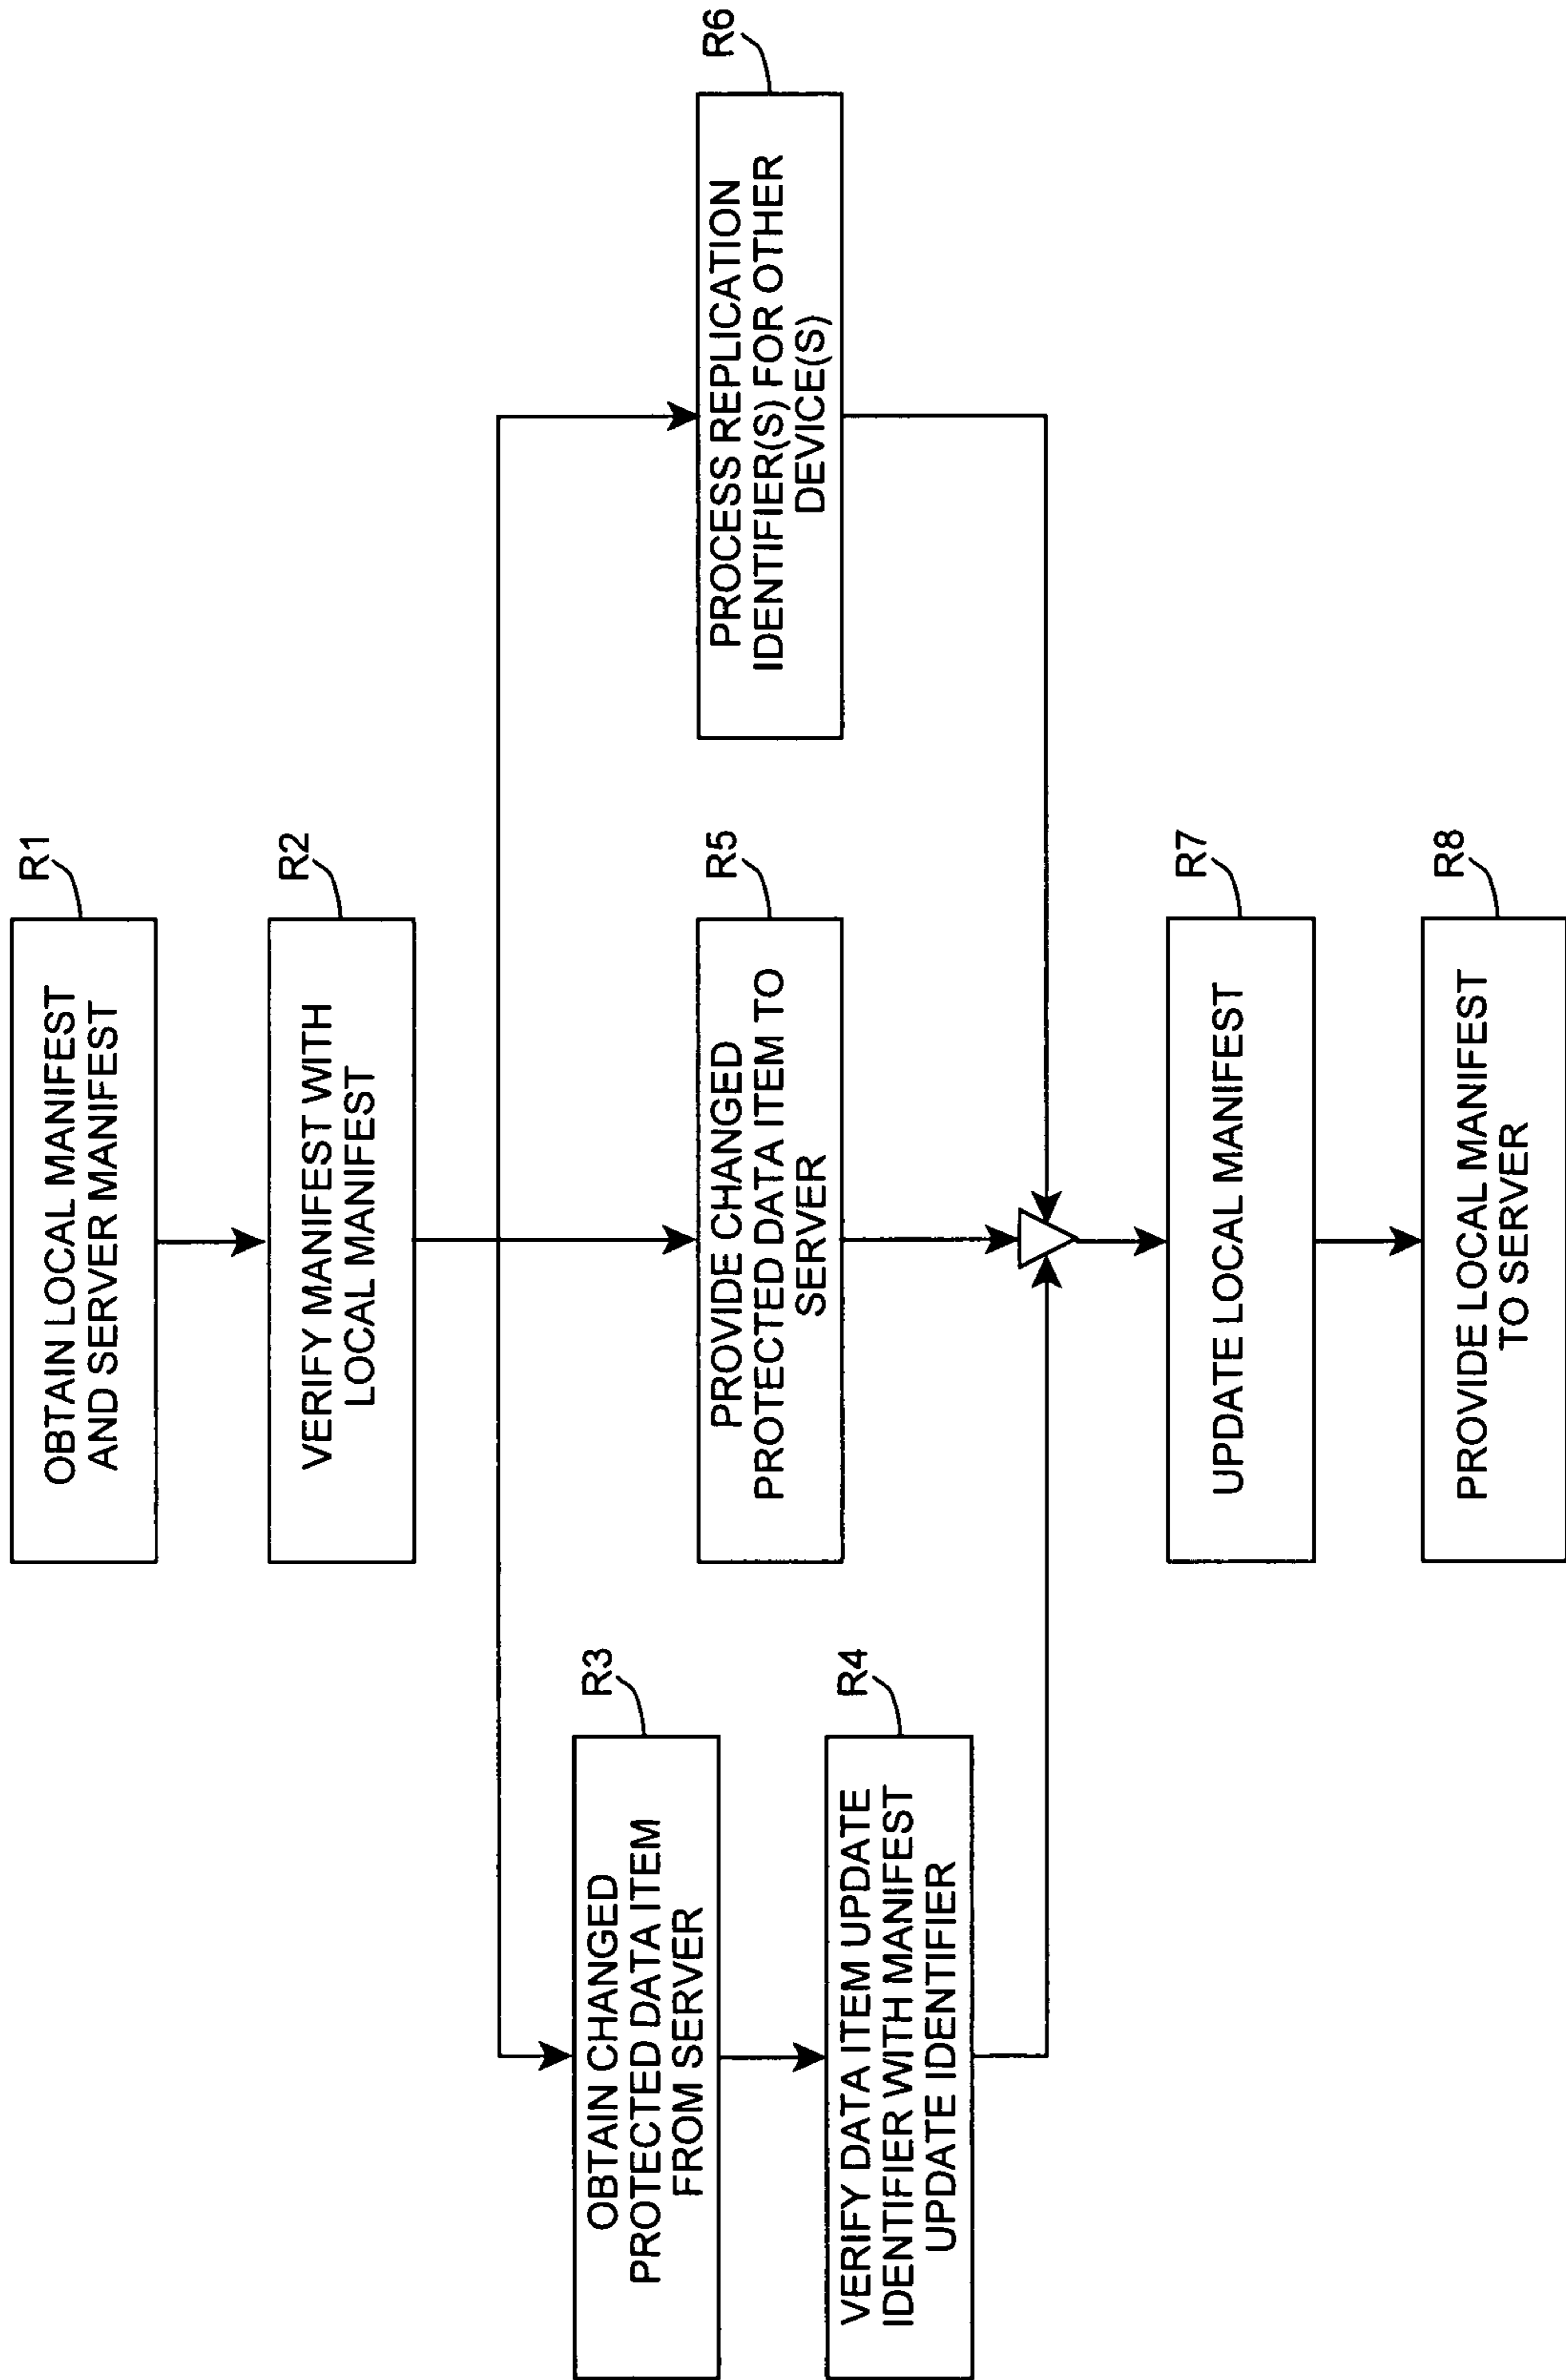 R1
OBTAIN LOCAL MANIFEST
AND SERVER MANIFEST
R2
VERIFY MANIFEST WITH
LOCAL MANIFEST
R3
OBTAIN CHANGED
PROTECTED DATA ITEM
FROM SERVER
R4
VERIFY DATA ITEM UPDATE
IDENTIFIER WITH MANIFEST
UPDATE IDENTIFIER
R5
PROVIDE CHANGED
PROTECTED DATA ITEM TO
SERVER
R6
PROCESS REPLICATION
IDENTIFIER(S) FOR OTHER
DEVICE(S)
R7
UPDATE LOCAL MANIFEST
R8
PROVIDE LOCAL MANIFEST
TO SERVER